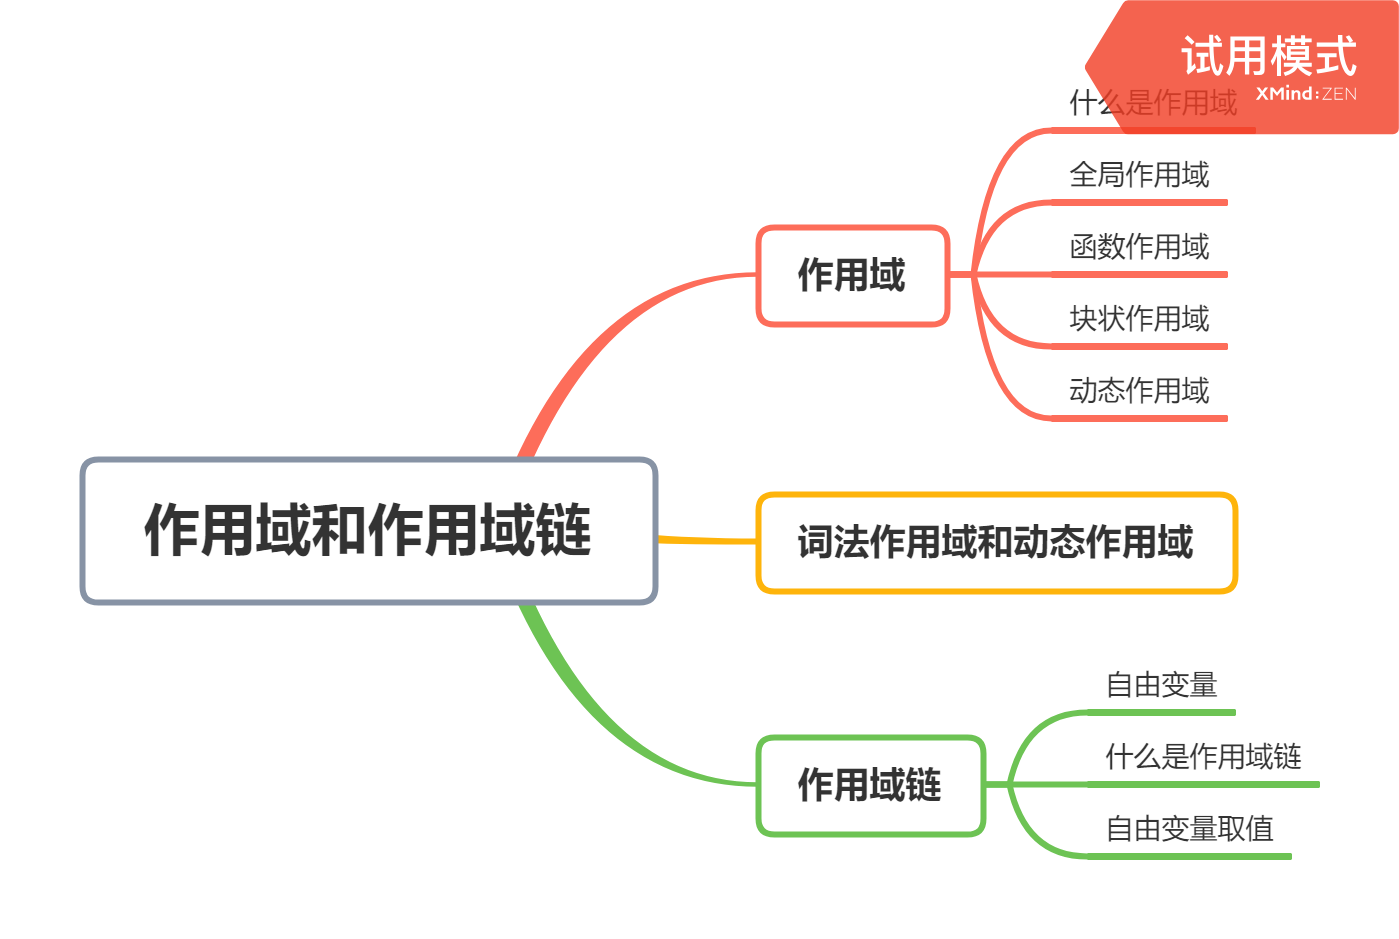 试用模式
XMind:ZEN
什么是作用域
全局作用域
函数作用域
作用域
块状作用域
动态作用域
作用域和作用域链
词法作用域和动态作用域
自由变量
什么是作用域链
作用域链
自由变量取值